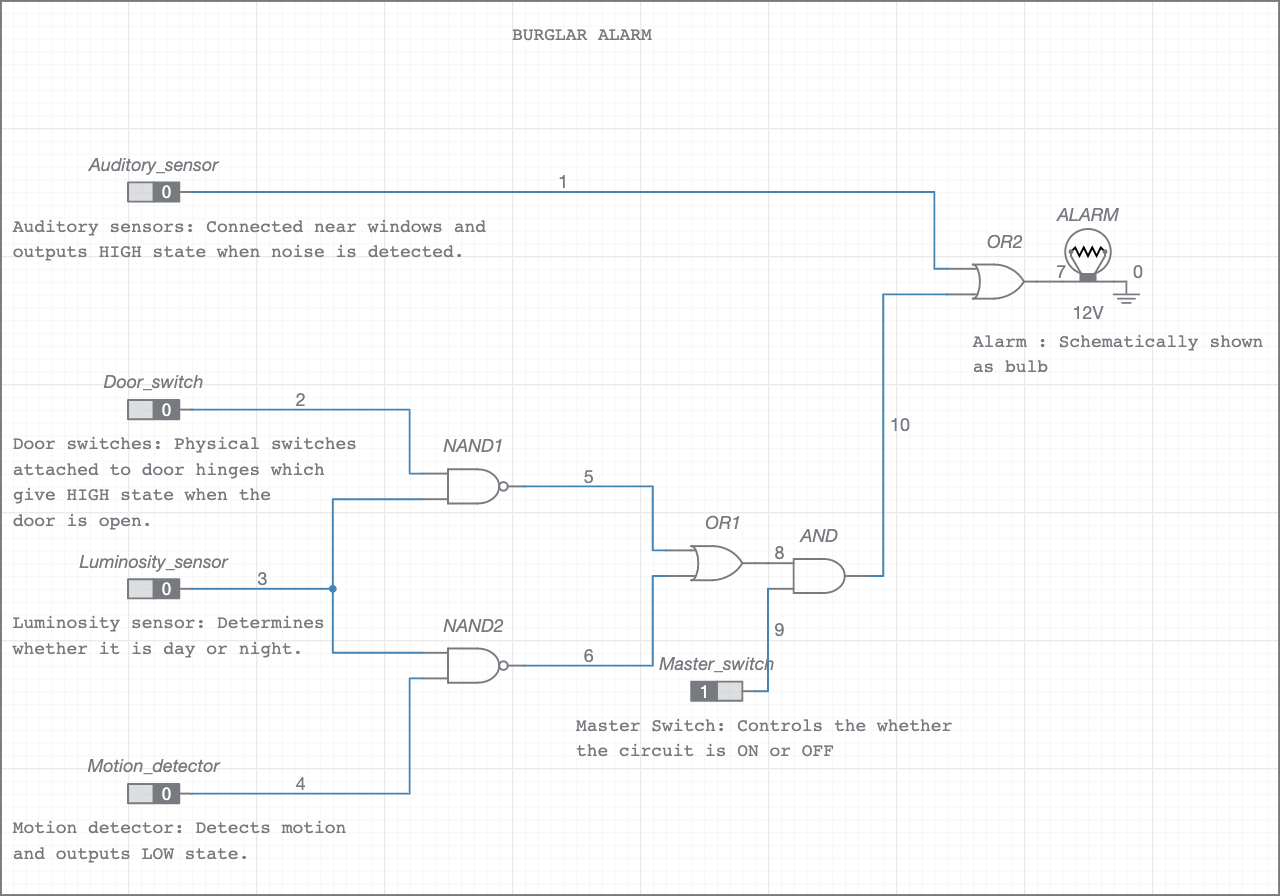 BURGLAR ALARM
Auditory_sensor
0
1
Auditory sensors: Connected near windows and
outputs HIGH state when noise is detected.
ALARM
OR2
7
0
12V
Alarm : Schematically shown
as bulb
Door_switch
0
2
Door switches: Physical switches
attached to door hinges which
give HIGH state when the
door is open.
NAND1
5
10
OR1
8
AND
Luminosity_sensor
0
3
Luminosity sensor: Determines
whether it is day or night.
NAND2
6
9
Master_switch
1
Master Switch: Controls the whether
the circuit is ON or OFF
Motion_detector
0
4
Motion detector: Detects motion
and outputs LOW state.